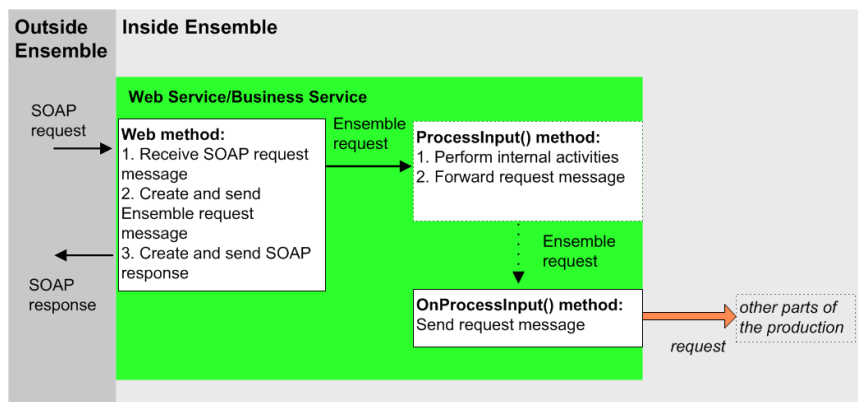 Outside
Ensemble
Inside Ensemble
Web Service/Business Service
SOAP
request
Web method:
1. Receive SOAP request
message
2. Create and send
Ensemble request
message
3. Create and send SOAP
response
Ensemble
request
ProcessInput() method:
1. Perform internal activities
2. Forward request message
Ensemble
request
SOAP
response
OnProcessInput() method:
Send request message
request
other parts of
the production